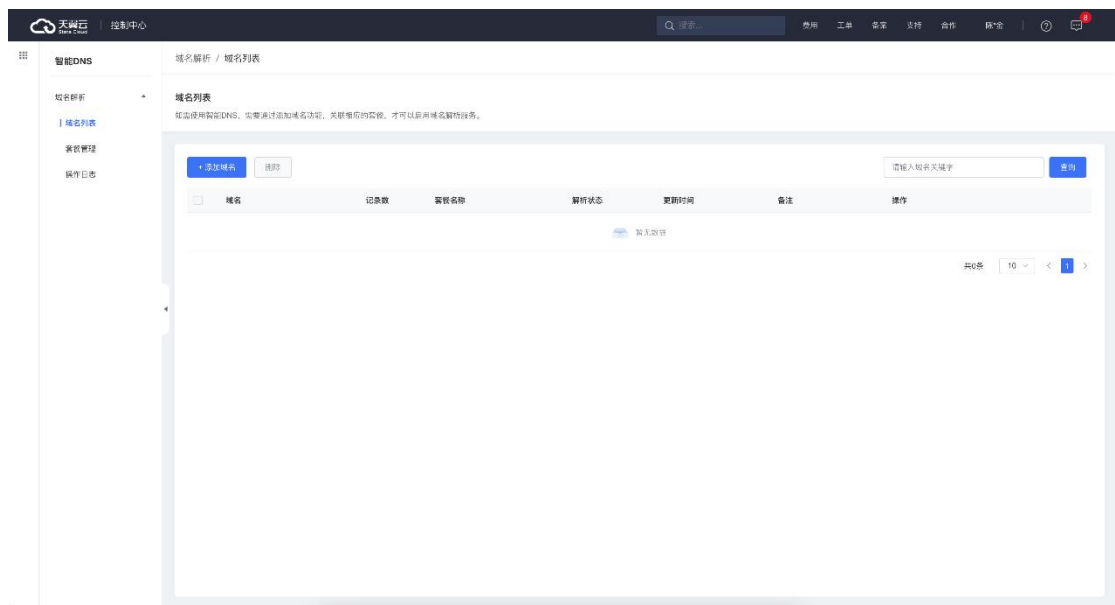 天翼云 | 控制中心
State Cloud
搜索...
费用 工单 备案 支持 合作 陈*金 8
智能DNS
域名解析
域名列表
套餐管理
操作日志
域名解析 / 域名列表
域名列表
如需使用智能DNS，需要通过添加域名功能，关联相应的套餐，才可以启用域名解析服务。
+ 添加域名 删除 请输入域名关键字 查询
域名 记录数 套餐名称 解析状态 更新时间 备注 操作
暂无数据
共0条 10 1